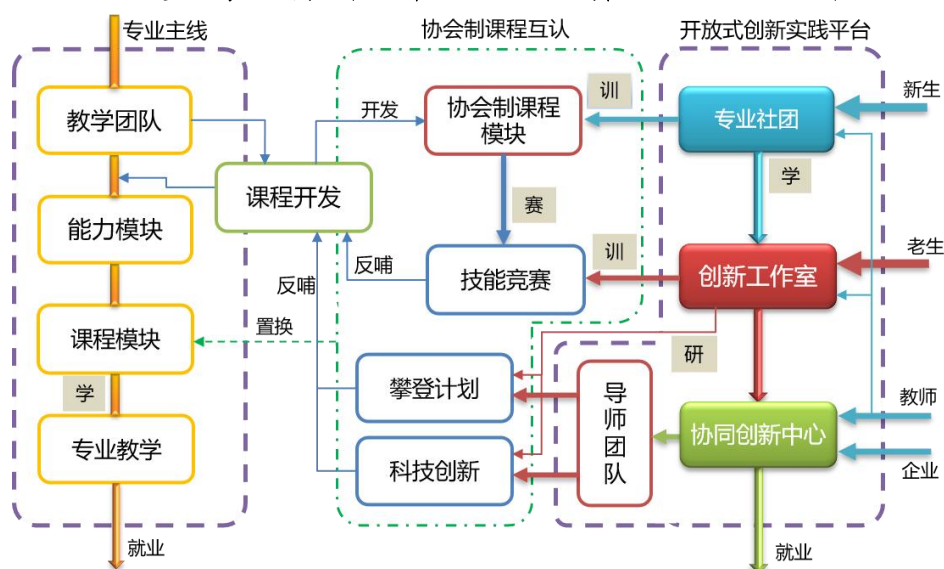 专业主线
协会制课程互认
开放式创新实践平台
教学团队
开发
协会制课程
模块
训
专业社团
新生
课程开发
学
能力模块
赛
反哺
技能竞赛
训
创新工作室
老生
反哺
课程模块
置换
学
攀登计划
研
导
师
团
队
教师
专业教学
科技创新
协同创新中心
企业
就业
就业